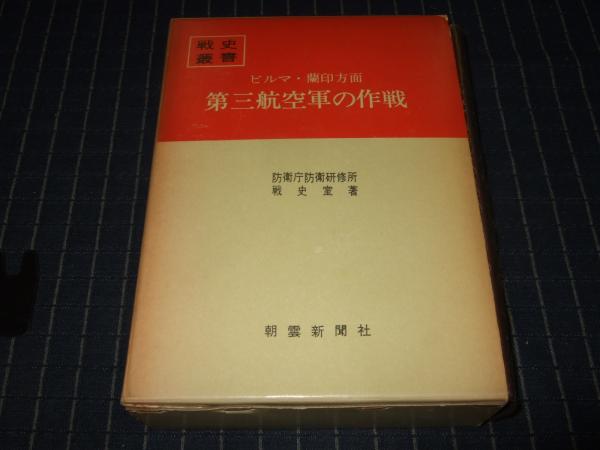 戦史
叢書
ビルマ・蘭印方面
第三航空軍の作戦
防衛庁防衛研修所
戦史室著
朝雲新聞社